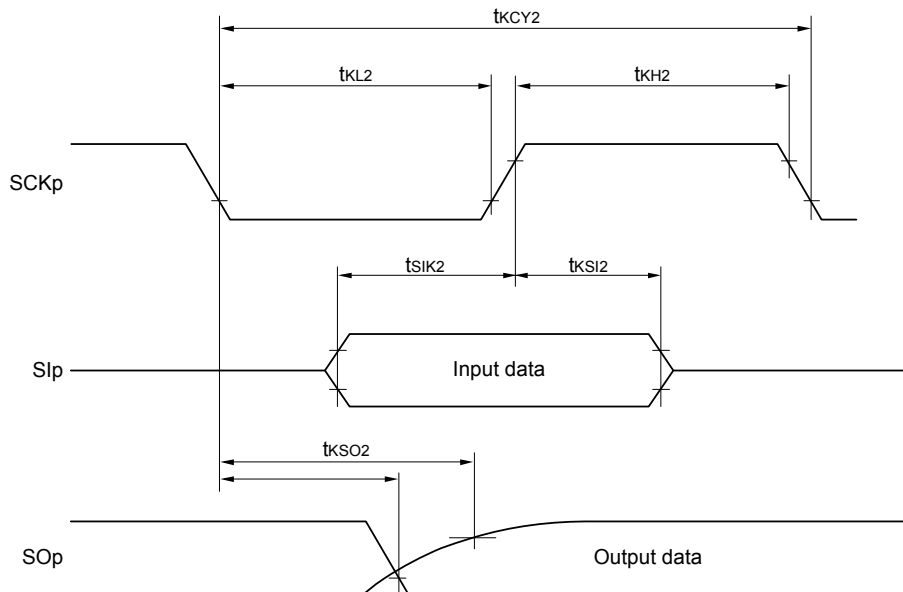 tKCY2
tKL2
tKH2
SCKp
tSIK2
tKSI2
SIp
Input data
tKSO2
SOp
Output data